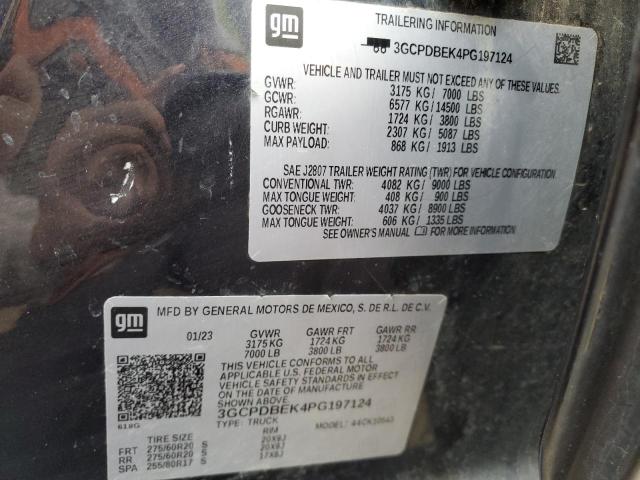 gm
TRAILERING INFORMATION
3GCPDBEK4PG197124
VEHICLE AND TRAILER MUST NOT EXCEED ANY OF THESE VALUES.
GVWR: 3175 KG/ 7000 LBS
GCWR: 6577 KG/14500 LBS
RGAWR: 1724 KG/ 3800 LBS
CURB WEIGHT: 2307 KG/ 5087 LBS
MAX PAYLOAD: 868 KG/ 1913 LBS
SAE J2807 TRAILER WEIGHT RATING (TWR) FOR VEHICLE CONFIGURATION
CONVENTIONAL TWR: 4082 KG/ 9000 LBS
MAX TONGUE WEIGHT: 408 KG/ 900 LBS
GOOSENECK TWR: 4037 KG/ 8900 LBS
MAX TONGUE WEIGHT: 606 KG/ 1335 LBS
SEE OWNER'S MANUAL FOR MORE INFORMATION
gm
MFD BY GENERAL MOTORS DE MEXICO, S. DE R.L. DE C.V.
01/23 GVWR GAWR FRT GAWR RR
3175 KG 1724 KG 1724 KG
7000 LB 3800 LB 3800 LB
THIS VEHICLE CONFORMS TO ALL
APPLICABLE U.S. FEDERAL MOTOR
VEHICLE SAFETY STANDARDS IN EFFECT
ON THE DATE OF MANUFACTURE
SHOWN ABOVE.
3GCPDBEK4PG197124
619G TYPE: TRUCK
TIRE SIZE RIM
FRT 275/60R20 S 20X9J
RR 275/60R20 S 20X9J
SPA 255/80R17 S 17X8J